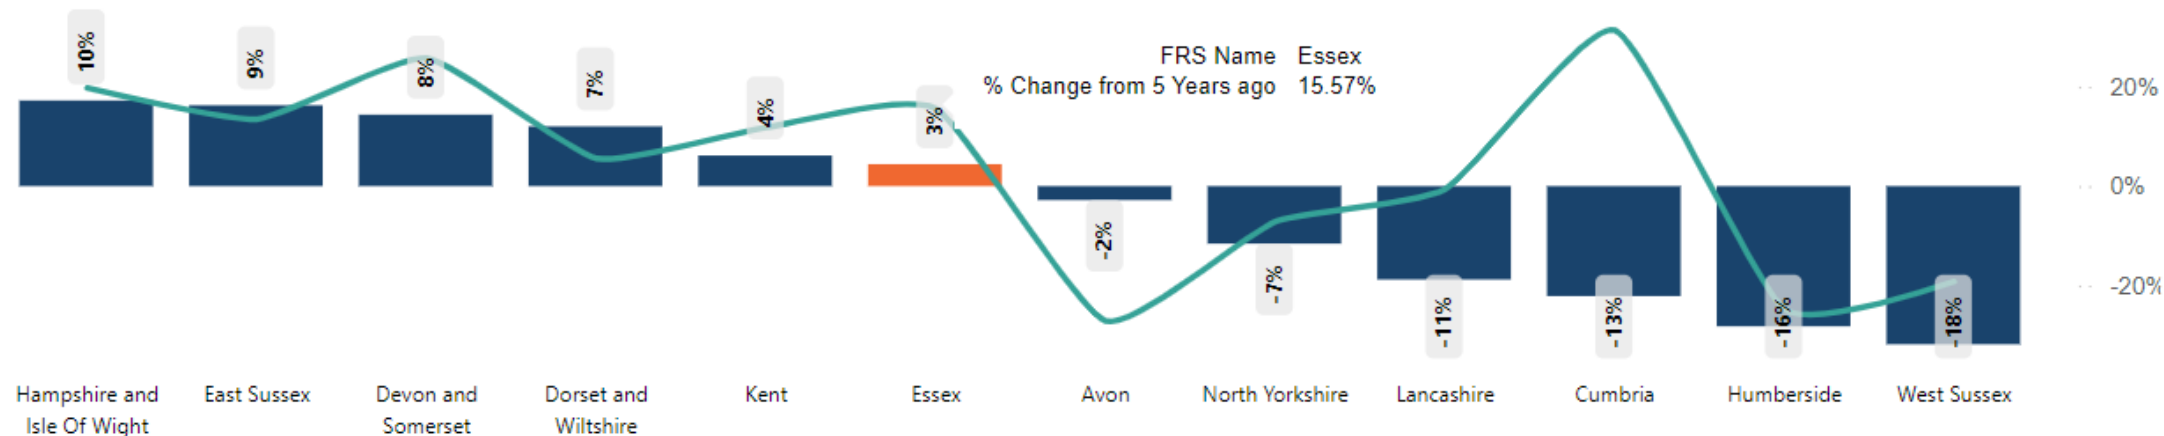 10%
9%
8%
7%
4%
3%
-2%
-7%
-11%
-13%
-16%
-18%
FRS Name Essex
% Change from 5 Years ago 15.57%
20%
0%
-20%
Hampshire and
Isle Of Wight
East Sussex
Devon and
Somerset
Dorset and
Wiltshire
Kent
Essex
Avon
North Yorkshire
Lancashire
Cumbria
Humberside
West Sussex